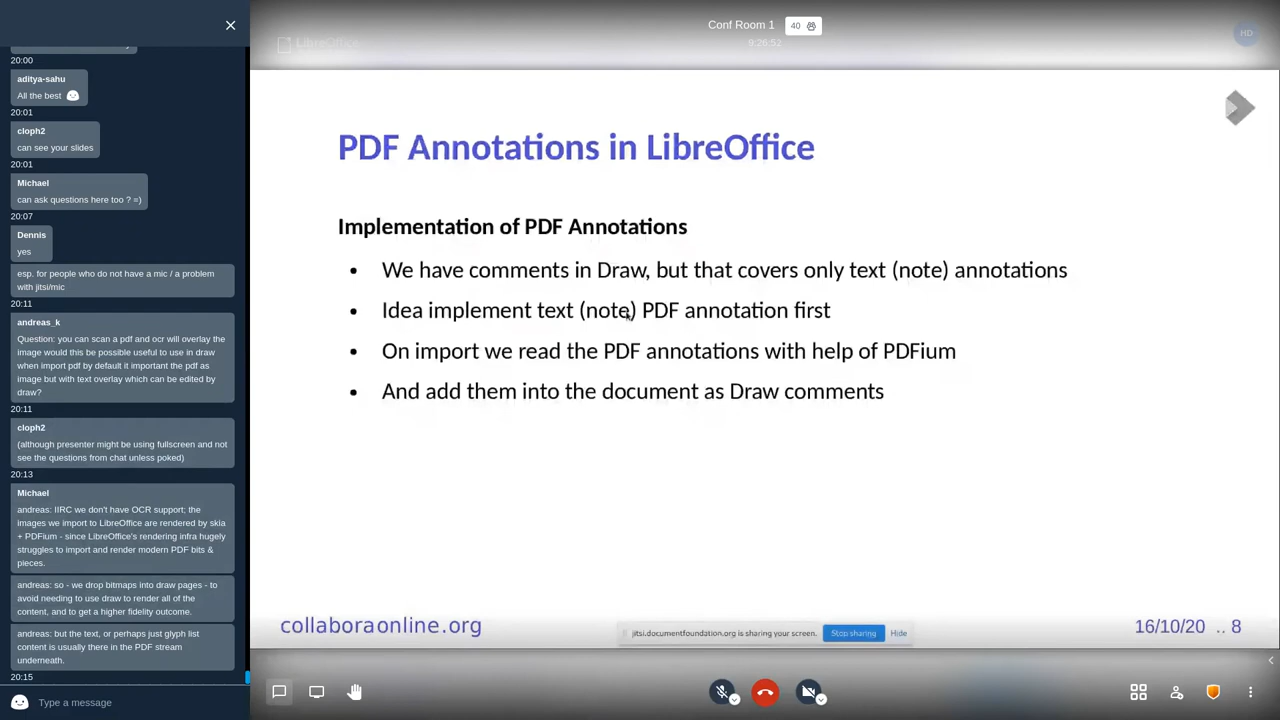 20:00
aditya-sahu
All the best
20:01
cloph2
can see your slides
20:01
Michael
can ask questions here too ? =)
20:07
Dennis
yes
esp. for people who do not have a mic / a problem
with jitsi/mic
20:11
andreas_k
Question: you can scan a pdf and ocr will overlay the
image would this be possible useful to use in draw
when import pdf by default it important the pdf as
image but with text overlay which can be edited by
draw?
20:11
cloph2
(although presenter might be using fullscreen and not
see the questions from chat unless poked)
20:13
Michael
andreas: IIRC we don't have OCR support; the
images we import to LibreOffice are rendered by skia
+ PDFium - since LibreOffice's rendering infra hugely
struggles to import and render modern PDF bits &
pieces.
andreas: so - we drop bitmaps into draw pages - to
avoid needing to use draw to render all of the
content, and to get a higher fidelity outcome.
andreas: but the text, or perhaps just glyph list
content is usually there in the PDF stream
underneath.
20:15
Type a message
Conf Room 1 40
9:26:52
LibreOffice
HD
PDF Annotations in LibreOffice
Implementation of PDF Annotations
• We have comments in Draw, but that covers only text (note) annotations
• Idea implement text (note) PDF annotation first
• On import we read the PDF annotations with help of PDFium
• And add them into the document as Draw comments
collaboraonline.org
jitsi.documentfoundation.org is sharing your screen. Stop sharing Hide
16/10/20 .. 8